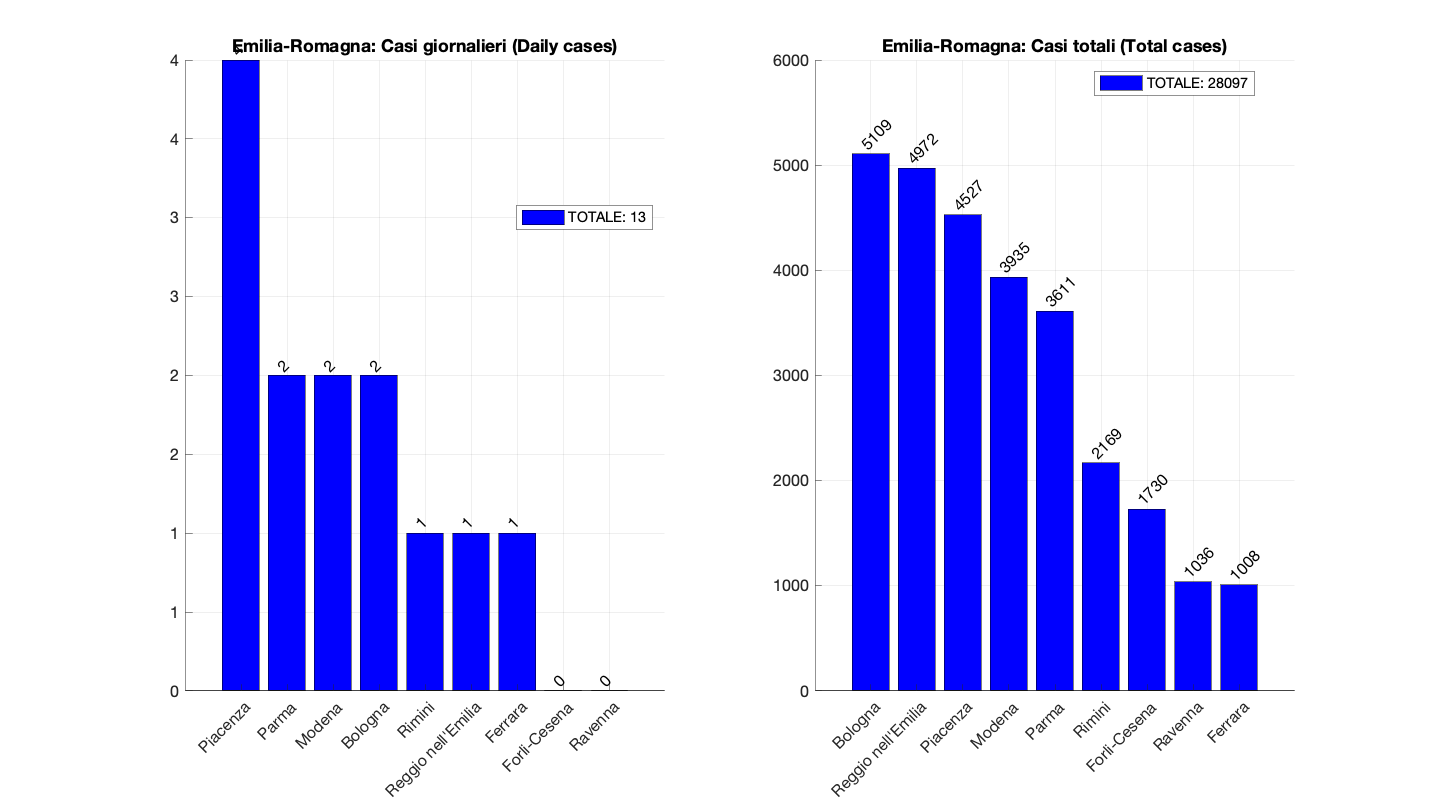 Emilia-Romagna: Casi giornalieri (Daily cases)
4
4
3
3
2
2
1
1
0
TOTALE: 13
2
2
2
1
1
1
0
0
Piacenza
Parma
Modena
Bologna
Rimini
Reggio nell'Emilia
Ferrara
Forlì-Cesena
Ravenna
Emilia-Romagna: Casi totali (Total cases)
6000
5000
4000
3000
2000
1000
0
TOTALE: 28097
5109
4972
4527
3935
3611
2169
1730
1036
1008
Bologna
Reggio nell'Emilia
Piacenza
Modena
Parma
Rimini
Forlì-Cesena
Ravenna
Ferrara